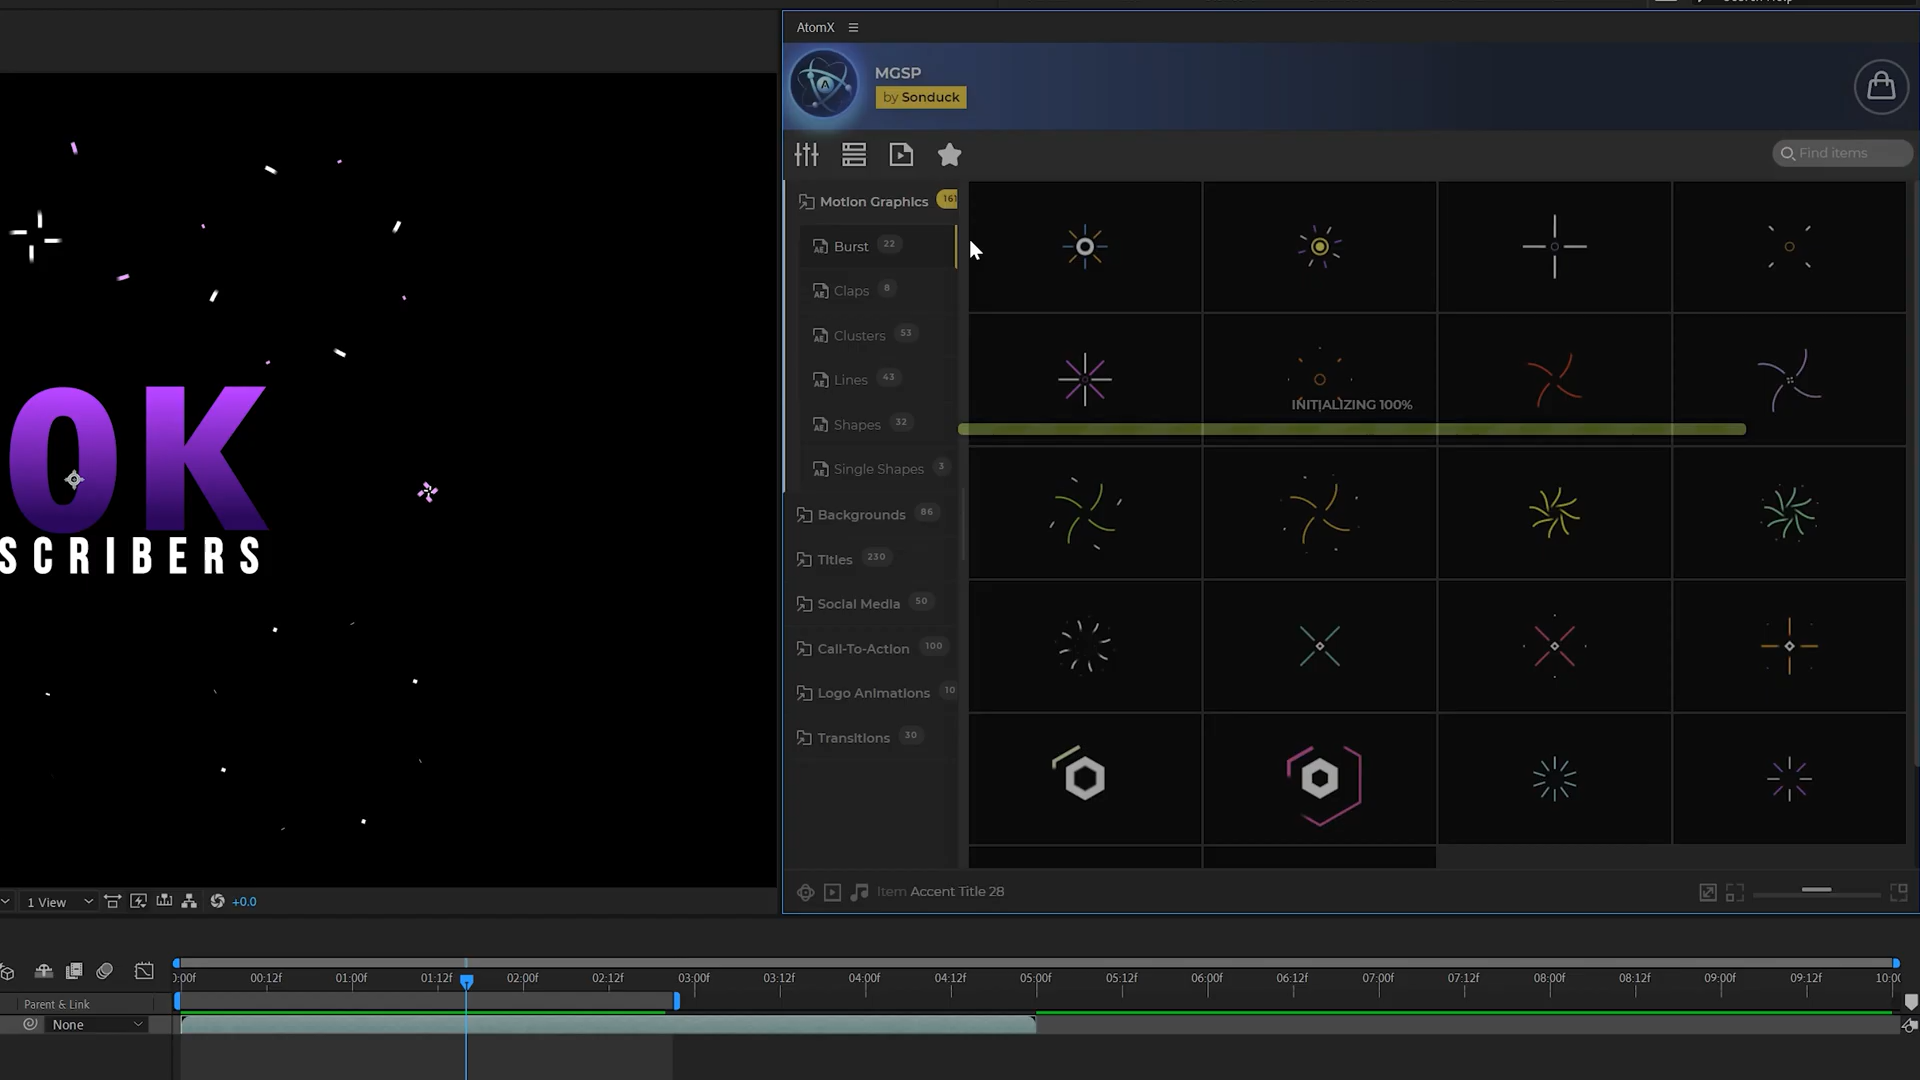 AtomX
MGSP
by Sonduck
Find items
Motion Graphics 161
Burst 22
Claps 8
Clusters 53
Lines 43
Shapes 32
Single Shapes 3
Backgrounds 86
Titles 230
Social Media 50
Call-To-Action 100
Logo Animations 10
Transitions 30
INITIALIZING 100%
Item Accent Title 28
OK
SCRIBERS
1 View
+0.0
0:00f 00:12f 01:00f 01:12f 02:00f 02:12f 03:00f 03:12f 04:00f 04:12f 05:00f 05:12f 06:00f 06:12f 07:00f 07:12f 08:00f 08:12f 09:00f 09:12f 10:0
Parent & Link
None